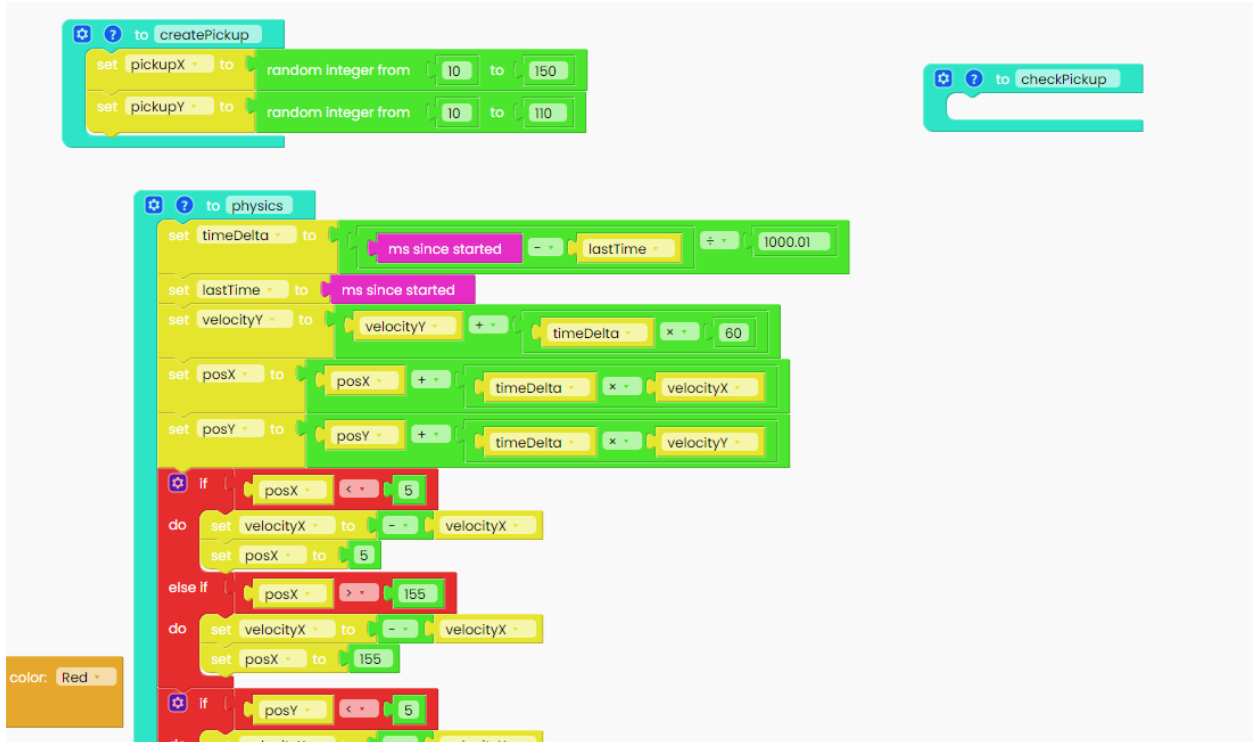 ? to createPickup
set pickupX to random integer from 10 to 150
set pickupY to random integer from 10 to 110
? to checkPickup
? to physics
set timeDelta to ms since started - lastTime ÷ 1000.01
set lastTime to ms since started
set velocityY to velocityY + timeDelta × 60
set posX to posX + timeDelta × velocityX
set posY to posY + timeDelta × velocityY
if posX < 5
do set velocityX to - velocityX
set posX to 5
else if posX > 155
do set velocityX to - velocityX
set posX to 155
color: Red
if posY < 5